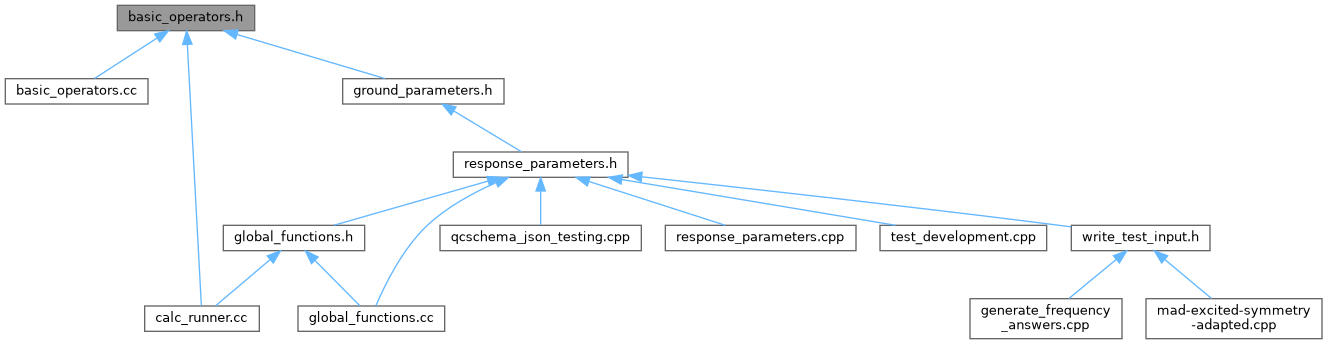 basic_operators.h
basic_operators.cc
ground_parameters.h
response_parameters.h
global_functions.h
qcschema_json_testing.cpp
response_parameters.cpp
test_development.cpp
write_test_input.h
calc_runner.cc
global_functions.cc
generate_frequency
_answers.cpp
mad-excited-symmetry
-adapted.cpp